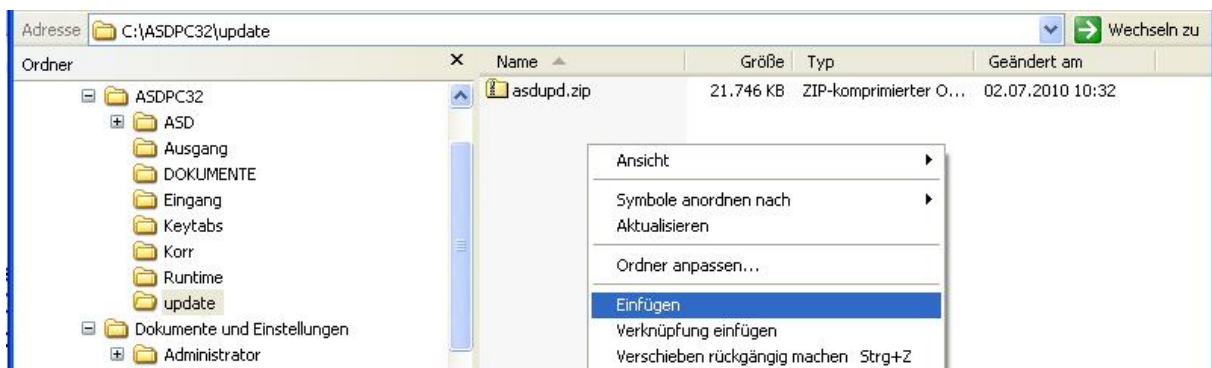 Adresse C:\ASDPC32\update Wechseln zu
Ordner
Name Größe Typ Geändert am
ASDPC32
ASD
Ausgang
DOKUMENTE
Eingang
Keytabs
Korr
Runtime
update
Dokumente und Einstellungen
Administrator
asdupd.zip 21.746 KB ZIP-komprimierter O... 02.07.2010 10:32
Ansicht
Symbole anordnen nach
Aktualisieren
Ordner anpassen...
Einfügen
Verknüpfung einfügen
Verschieben rückgängig machen Strg+Z